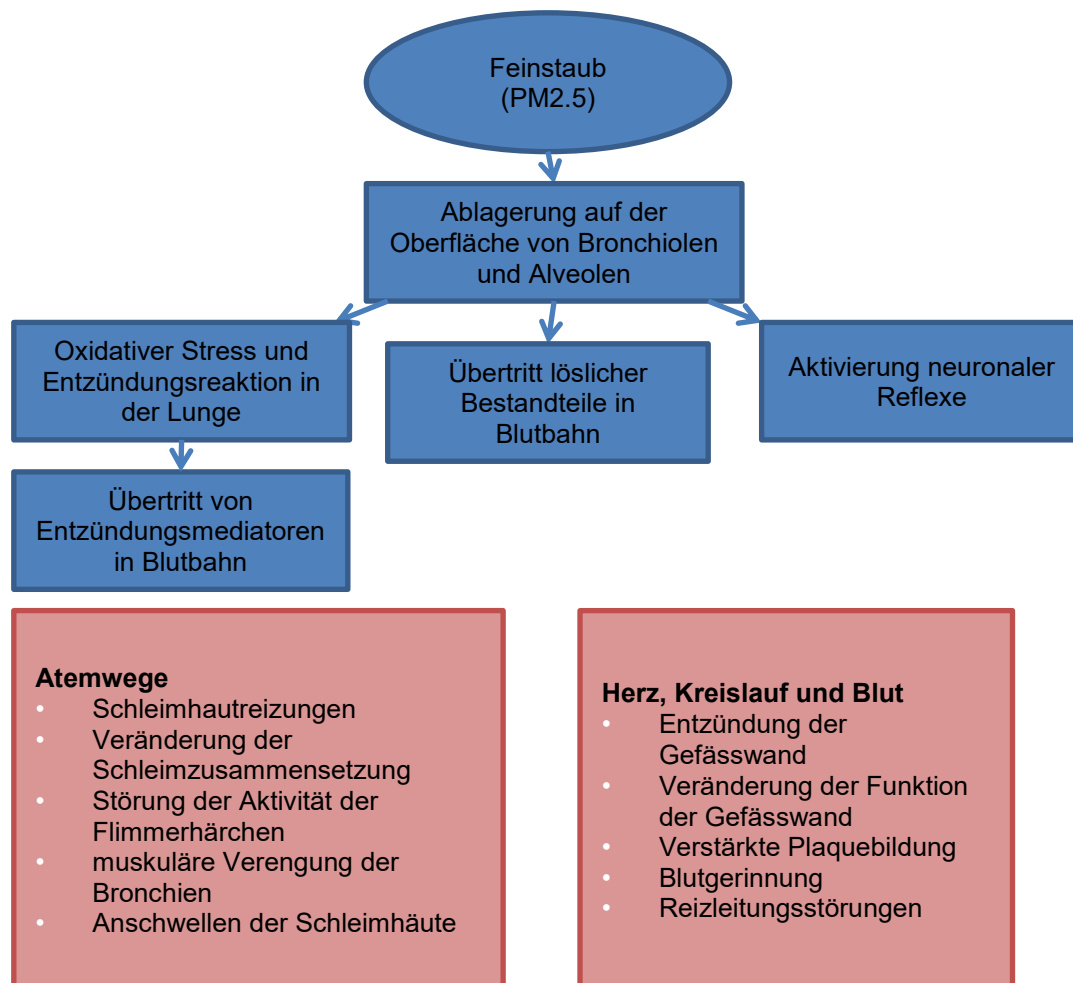 Feinstaub
(PM2.5)
Ablagerung auf der
Oberfläche von Bronchiolen
und Alveolen
Oxidativer Stress und
Entzündungsreaktion in
der Lunge
Übertritt löslicher
Bestandteile in
Blutbahn
Aktivierung neuronaler
Reflexe
Übertritt von
Entzündungsmediatoren
in Blutbahn
Atemwege
• Schleimhautreizungen
• Veränderung der
Schleimzusammensetzung
• Störung der Aktivität der
Flimmerhärchen
• muskuläre Verengung der
Bronchien
• Anschwellen der Schleimhäute
Herz, Kreislauf und Blut
• Entzündung der
Gefässwand
• Veränderung der Funktion
der Gefässwand
• Verstärkte Plaquebildung
• Blutgerinnung
• Reizleitungsstörungen